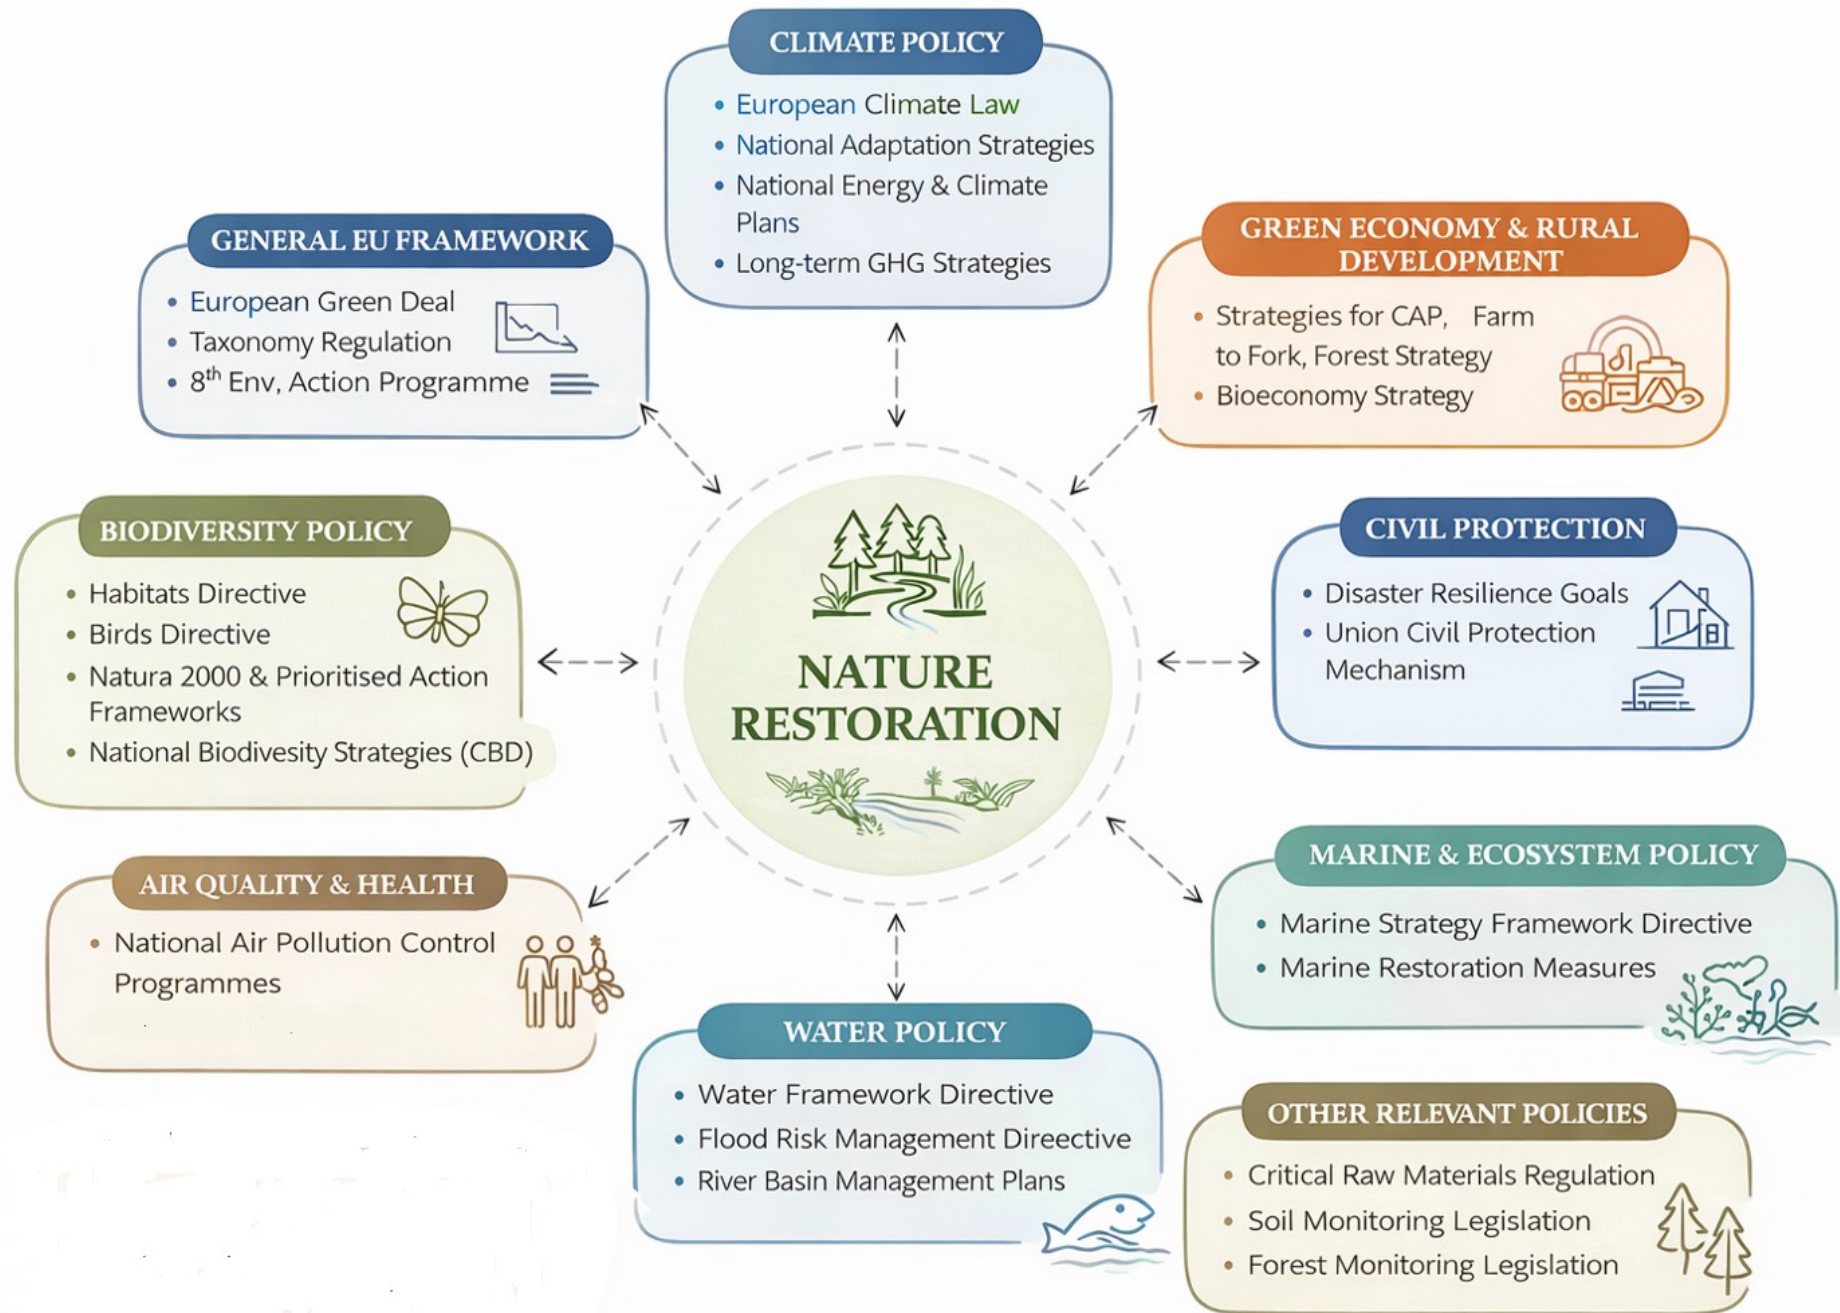 CLIMATE POLICY
• European Climate Law
• National Adaptation Strategies
• National Energy & Climate
Plans
• Long-term GHG Strategies
GENERAL EU FRAMEWORK
• European Green Deal
• Taxonomy Regulation
• 8th Env, Action Programme
GREEN ECONOMY & RURAL
DEVELOPMENT
• Strategies for CAP, Farm
to Fork, Forest Strategy
• Bioeconomy Strategy
BIODIVERSITY POLICY
• Habitats Directive
• Birds Directive
• Natura 2000 & Prioritised Action
Frameworks
• National Biodivesity Strategies (CBD)
NATURE
RESTORATION
CIVIL PROTECTION
• Disaster Resilience Goals
• Union Civil Protection
Mechanism
AIR QUALITY & HEALTH
• National Air Pollution Control
Programmes
MARINE & ECOSYSTEM POLICY
• Marine Strategy Framework Directive
• Marine Restoration Measures
WATER POLICY
• Water Framework Directive
• Flood Risk Management Direective
• River Basin Management Plans
OTHER RELEVANT POLICIES
• Critical Raw Materials Regulation
• Soil Monitoring Legislation
• Forest Monitoring Legislation